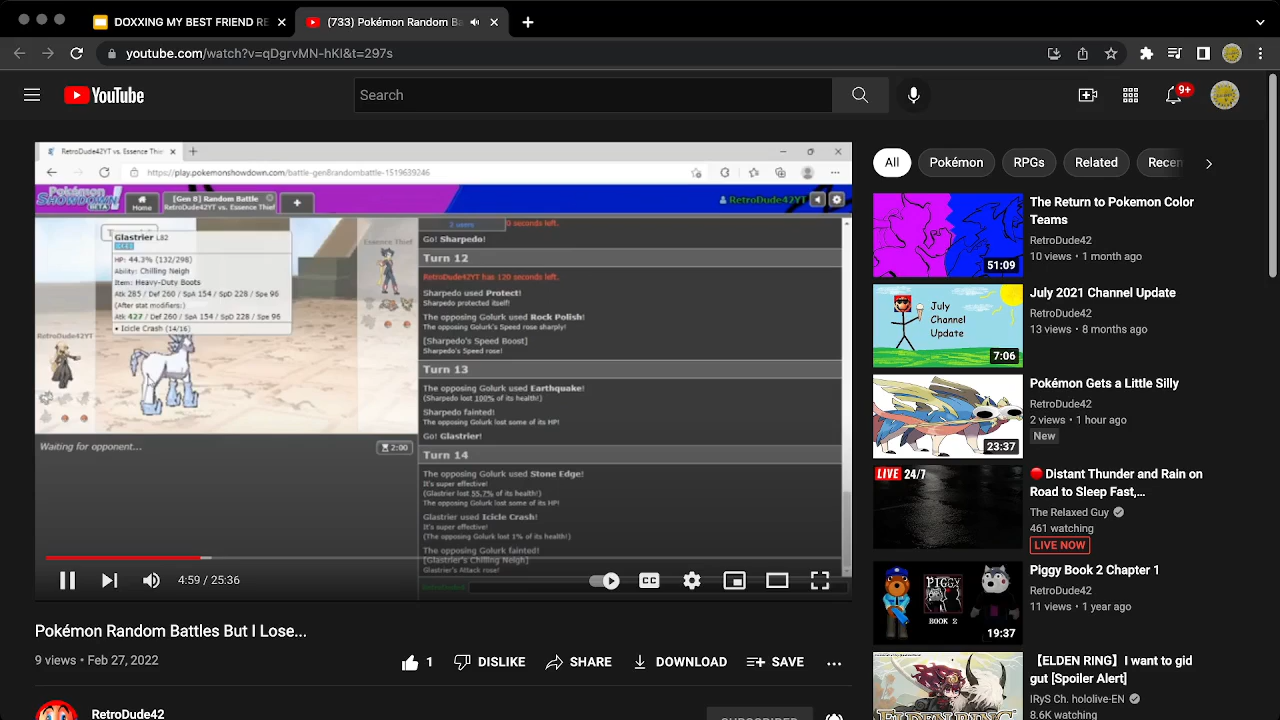 DOXXING MY BEST FRIEND RE
(733) Pokémon Random Ba
youtube.com/watch?v=qDgrvMN-hKI&t=297s
YouTube
Search
9+
RetroDude42YT vs. Essence Thie
https://play.pokemonshowdown.com/battle-gen8randombattle-1519639246
Pokémon
SHOWDOWN!
BETA
Home
[Gen 8] Random Battle
RetroDude42YT vs. Essence Thief
RetroDude42YT
Glastrier L82
HP: 44.3% (132/298)
Ability: Chilling Neigh
Item: Heavy-Duty Boots
Atk 285 / Def 260 / SpA 154 / SpD 228 / Spe 96
(After stat modifiers:)
Atk 427 / Def 260 / SpA 154 / SpD 228 / Spe 96
• Icicle Crash (14/16)
Essence Thief
RetroDude42YT
Waiting for opponent...
2:00
2 users
0 seconds left.
Go! Sharpedo!
Turn 12
RetroDude42YT has 120 seconds left.
Sharpedo used Protect!
Sharpedo protected itself!
The opposing Golurk used Rock Polish!
The opposing Golurk's Speed rose sharply!
[Sharpedo's Speed Boost]
Sharpedo's Speed rose!
Turn 13
The opposing Golurk used Earthquake!
(Sharpedo lost 100% of its health!)
Sharpedo fainted!
The opposing Golurk lost some of its HP!
Go! Glastrier!
Turn 14
The opposing Golurk used Stone Edge!
It's super effective!
(Glastrier lost 55.7% of its health!)
The opposing Golurk lost some of its HP!
Glastrier used Icicle Crash!
It's super effective!
(The opposing Golurk lost 1% of its health!)
The opposing Golurk fainted!
[Glastrier's Chilling Neigh]
Glastrier's Attack rose!
4:59 / 25:36
CC
Pokémon Random Battles But I Lose...
9 views • Feb 27, 2022
1
DISLIKE
SHARE
DOWNLOAD
SAVE
RetroDude42
SUBSCRIBED
All
Pokémon
RPGs
Related
Recen
51:09
The Return to Pokemon Color
Teams
RetroDude42
10 views • 1 month ago
July
Channel
Update
7:06
July 2021 Channel Update
RetroDude42
13 views • 8 months ago
23:37
Pokémon Gets a Little Silly
RetroDude42
2 views • 1 hour ago
New
LIVE 24/7
🔴Distant Thunder and Rain on
Road to Sleep Fast,...
The Relaxed Guy
461 watching
LIVE NOW
PIGGY
BOOK 2
19:37
Piggy Book 2 Chapter 1
RetroDude42
11 views • 1 year ago
ELDEN RING
【ELDEN RING】I want to gid
gut [Spoiler Alert]
IRyS Ch. hololive-EN
8.6K watching